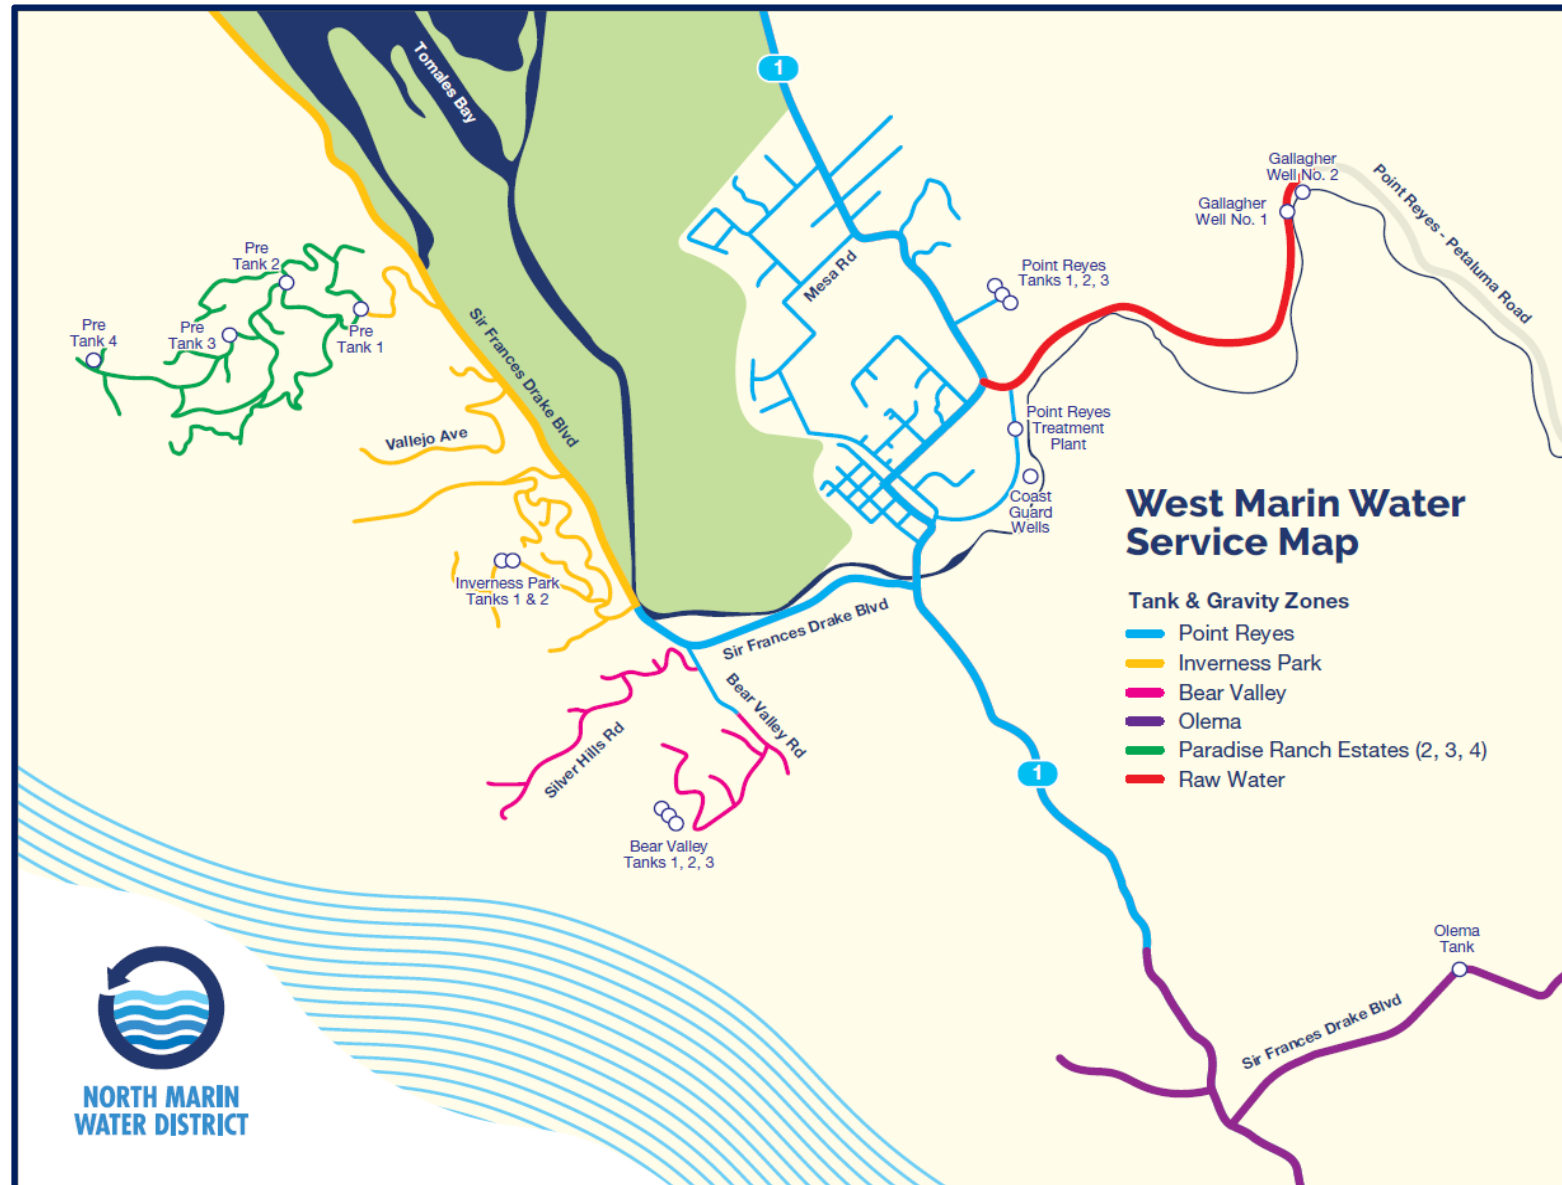 Tomales Bay
1
Gallagher
Well No. 2
Gallagher
Well No. 1
Point Reyes - Petaluma Road
Pre
Tank 2
Mesa Rd
Point Reyes
Tanks 1, 2, 3
Pre
Tank 4
Pre
Tank 3
Pre
Tank 1
Sir Frances Drake Blvd
Vallejo Ave
Point Reyes
Treatment
Plant
Coast
Guard
Wells
West Marin Water
Service Map
Inverness Park
Tanks 1 & 2
Tank & Gravity Zones
Point Reyes
Inverness Park
Bear Valley
Olema
Paradise Ranch Estates (2, 3, 4)
Raw Water
Sir Frances Drake Blvd
Bear Valley Rd
Silver Hills Rd
1
Bear Valley
Tanks 1, 2, 3
Olema
Tank
Sir Frances Drake Blvd
NORTH MARIN
WATER DISTRICT